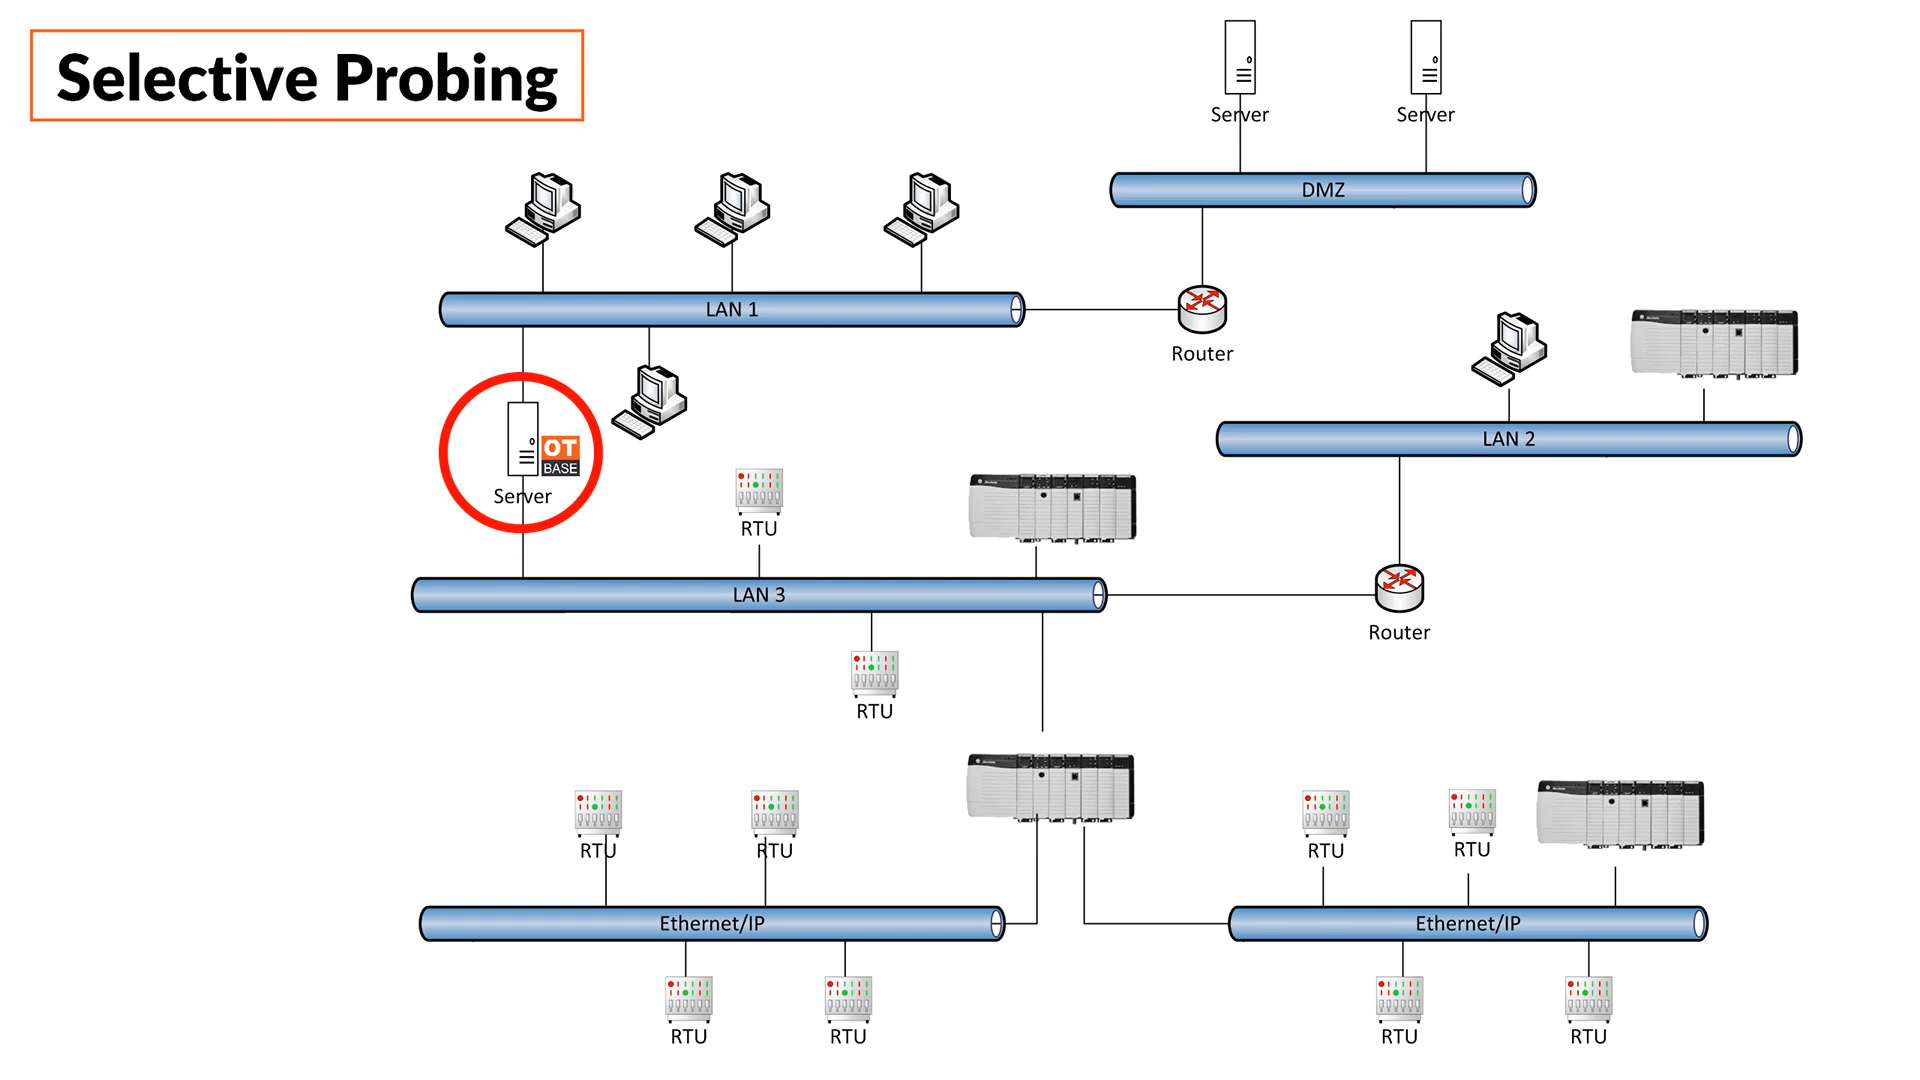 Selective Probing
Server
Server
DMZ
LAN 1
Router
LAN 2
OT
BASE
Server
RTU
LAN 3
Router
RTU
RTU
RTU
RTU
RTU
Ethernet/IP
Ethernet/IP
RTU
RTU
RTU
RTU